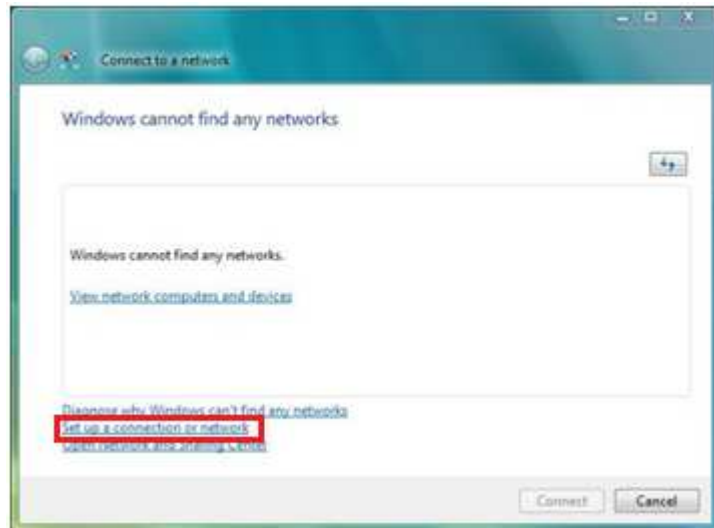 Connect to a network
Windows cannot find any networks
Windows cannot find any networks.
View network computers and devices
Diagnose why Windows can't find any networks
Set up a connection or network
Open Network and Sharing Center
Connect
Cancel